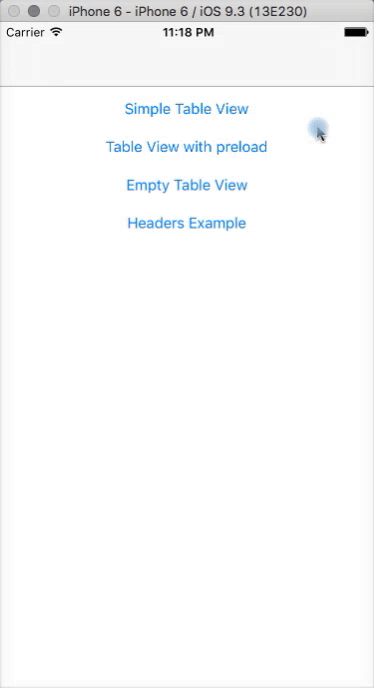 iPhone 6 - iPhone 6 / iOS 9.3 (13E230)
Carrier 11:18 PM
Simple Table View
Table View with preload
Empty Table View
Headers Example